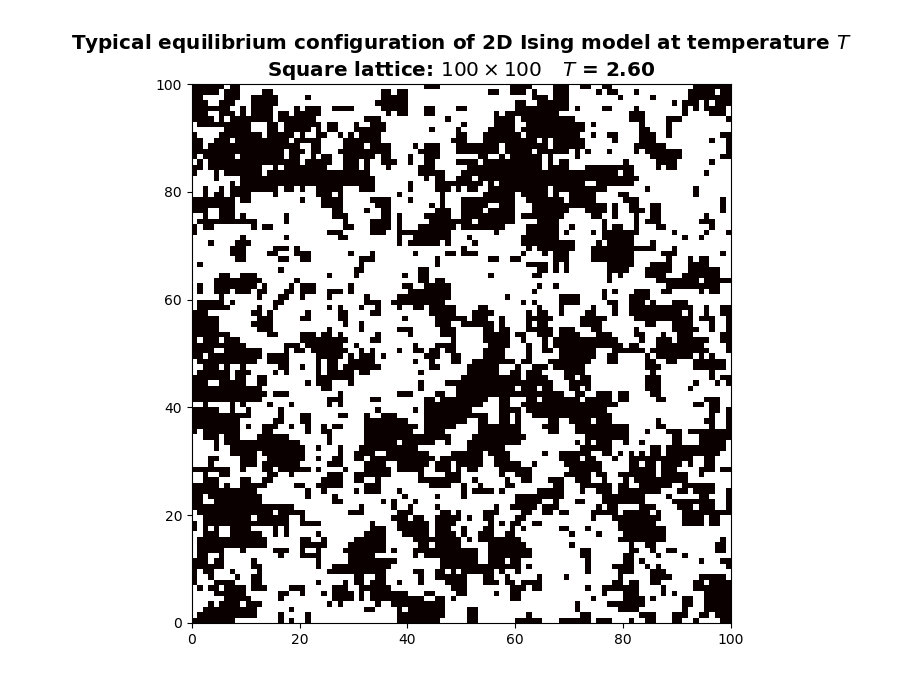 Typical equilibrium configuration of 2D Ising model at temperature T
Square lattice: 100 × 100 T = 2.60
100
80
60
40
20
0
0 20 40 60 80 100